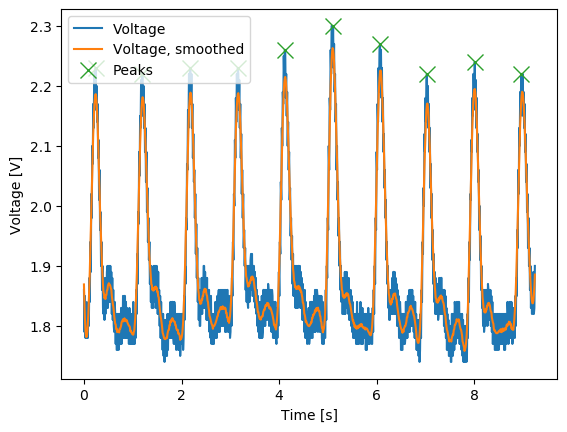 Voltage
Voltage, smoothed
Peaks
2.3
2.2
2.1
2.0
1.9
1.8
Voltage [V]
0
2
4
6
8
Time [s]